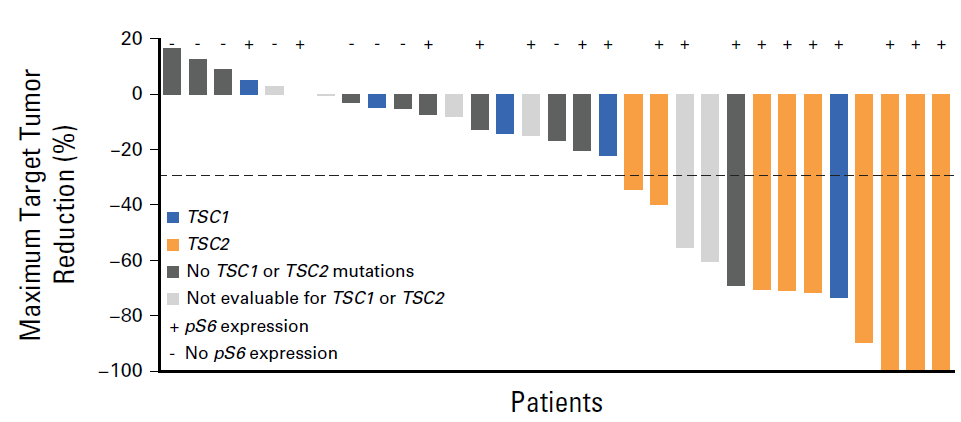 Maximum Target Tumor
Reduction (%)
20
0
−20
−40
−60
−80
−100
- - - + - + - - - + + + - + + + + + + + + + + + +
TSC1
TSC2
No TSC1 or TSC2 mutations
Not evaluable for TSC1 or TSC2
+ pS6 expression
- No pS6 expression
Patients